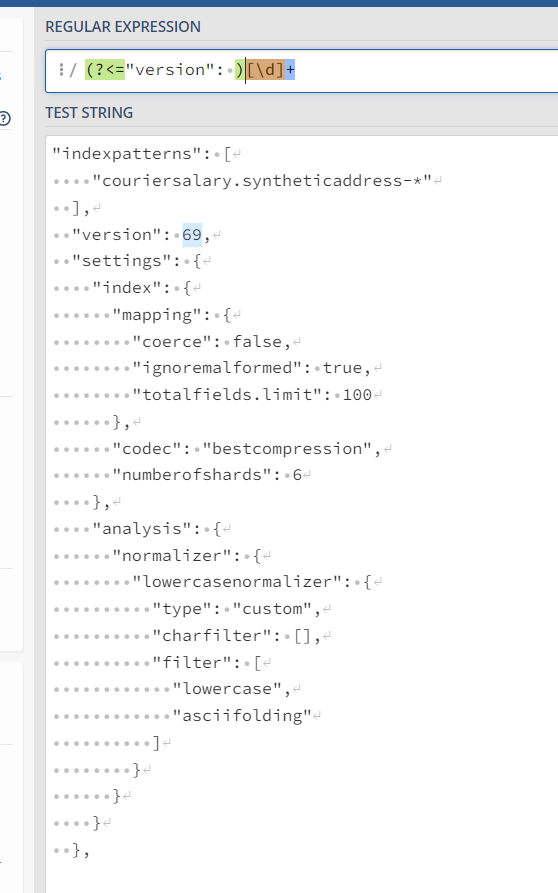 REGULAR EXPRESSION
/ (?<="version": )[\d]+
TEST STRING
"indexpatterns": [
    "couriersalary.syntheticaddress-*"
  ],
  "version": 69,
  "settings": {
    "index": {
      "mapping": {
        "coerce": false,
        "ignoremalformed": true,
        "totalfields.limit": 100
      },
      "codec": "bestcompression",
      "numberofshards": 6
    },
    "analysis": {
      "normalizer": {
        "lowercasenormalizer": {
          "type": "custom",
          "charfilter": [],
          "filter": [
            "lowercase",
            "asciifolding"
          ]
        }
      }
    }
  },